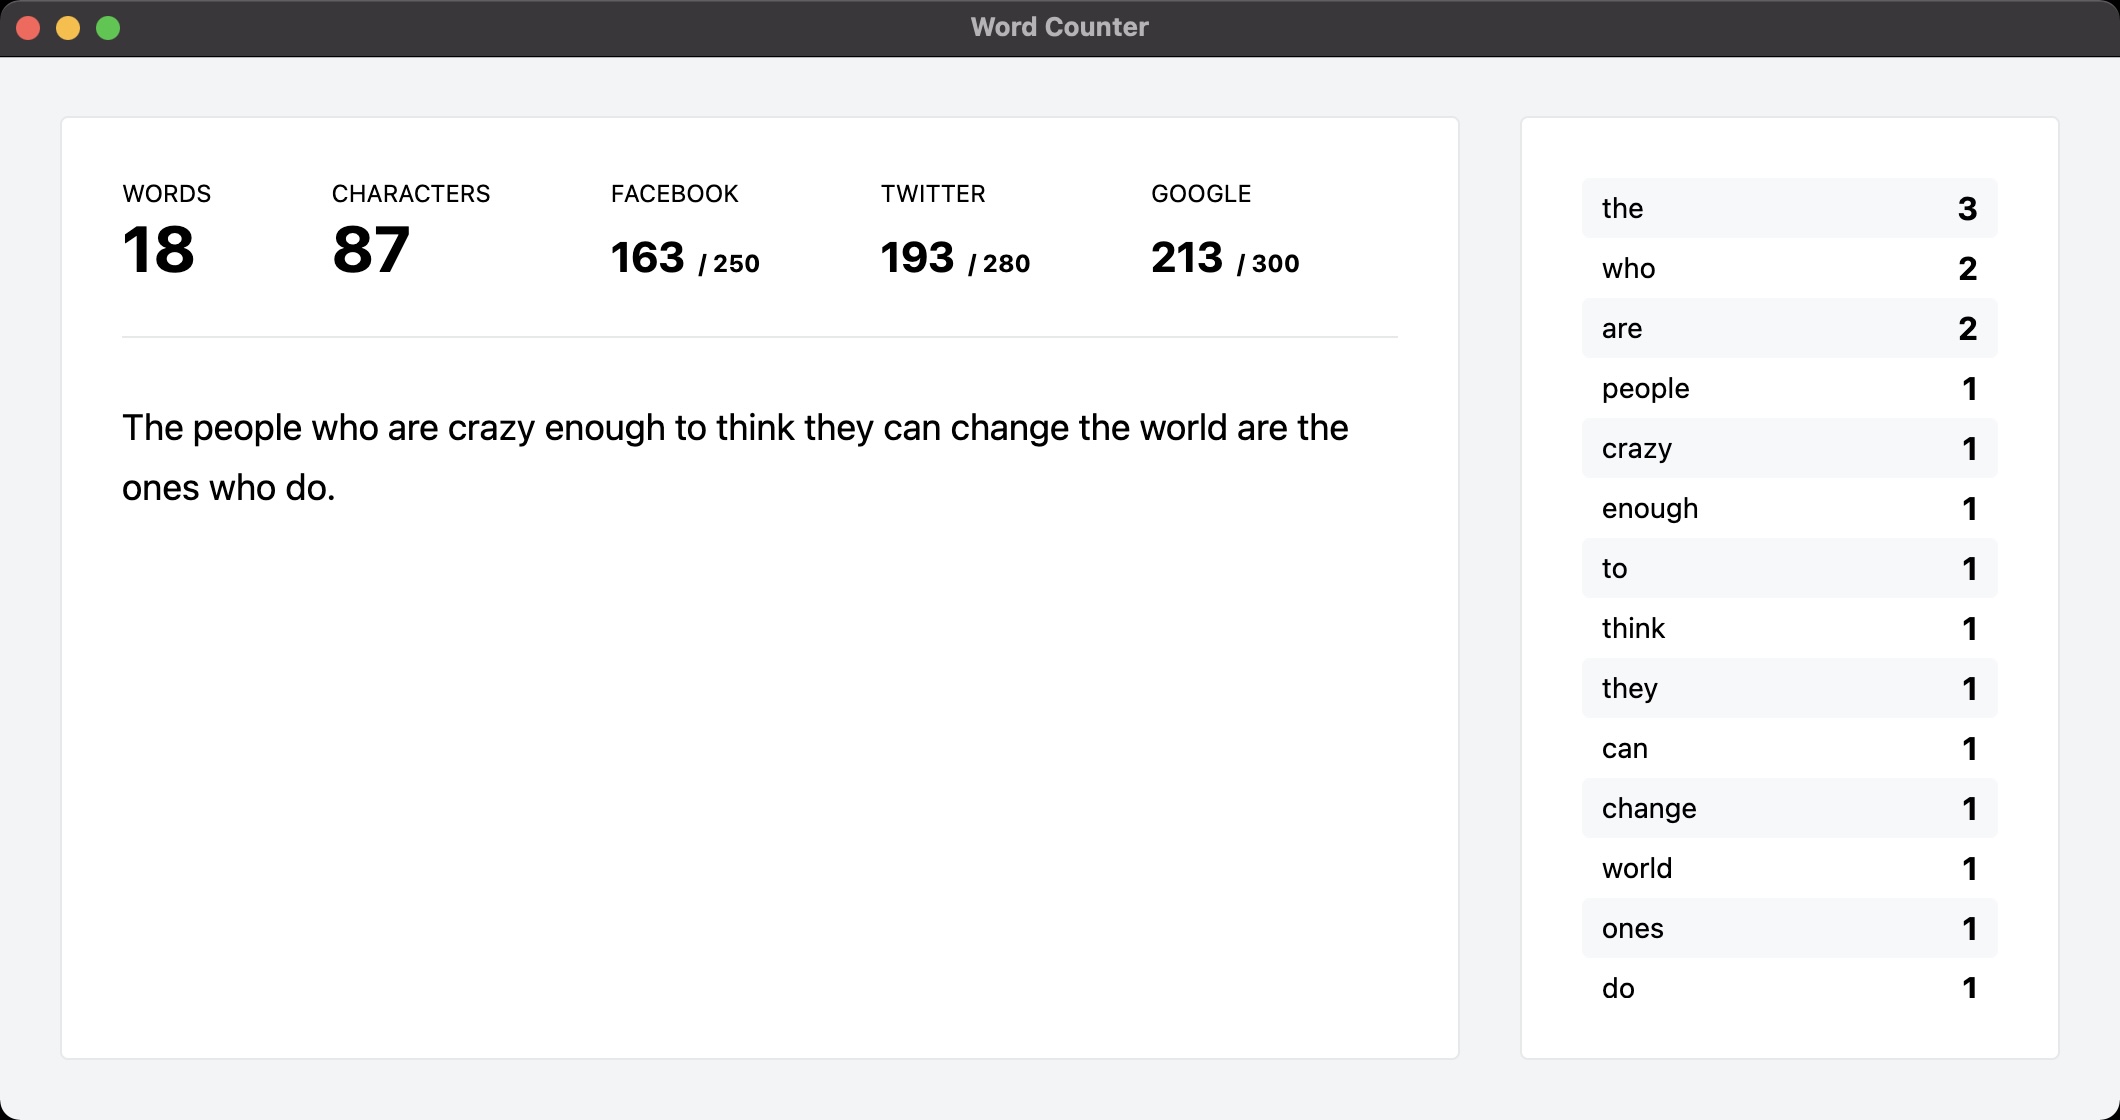 Word Counter
WORDS CHARACTERS FACEBOOK TWITTER GOOGLE
18 87 163 / 250 193 / 280 213 / 300
The people who are crazy enough to think they can change the world are the
ones who do.
the 3
who 2
are 2
people 1
crazy 1
enough 1
to 1
think 1
they 1
can 1
change 1
world 1
ones 1
do 1